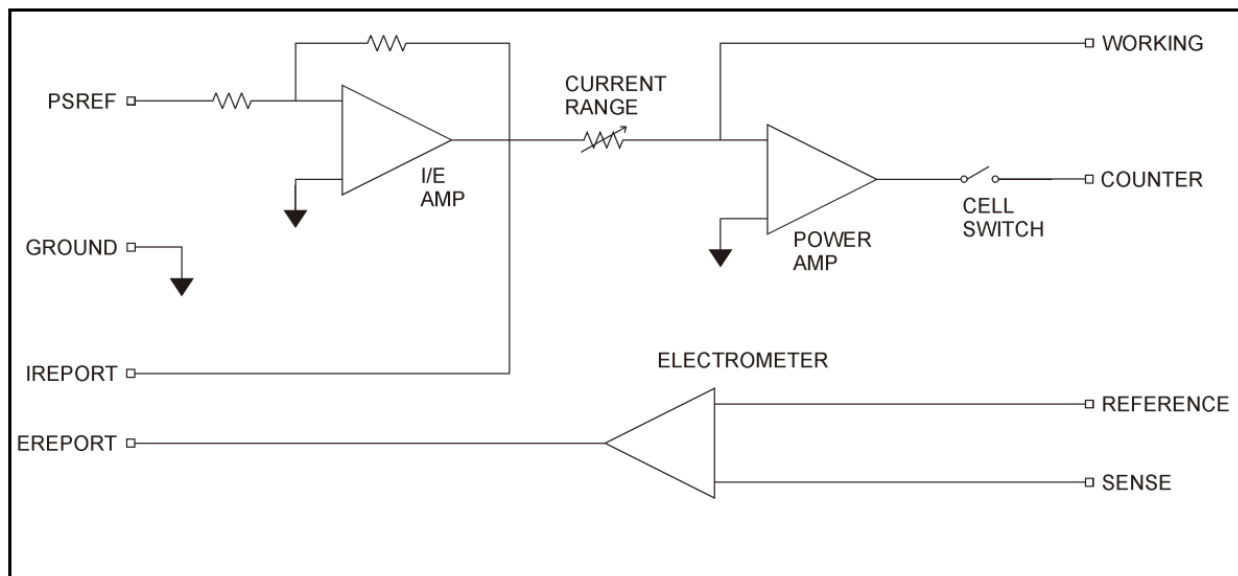 WORKING
CURRENT
RANGE
PSREF
I/E
AMP
COUNTER
CELL
SWITCH
GROUND
POWER
AMP
ELECTROMETER
IREPORT
REFERENCE
EREPORT
SENSE